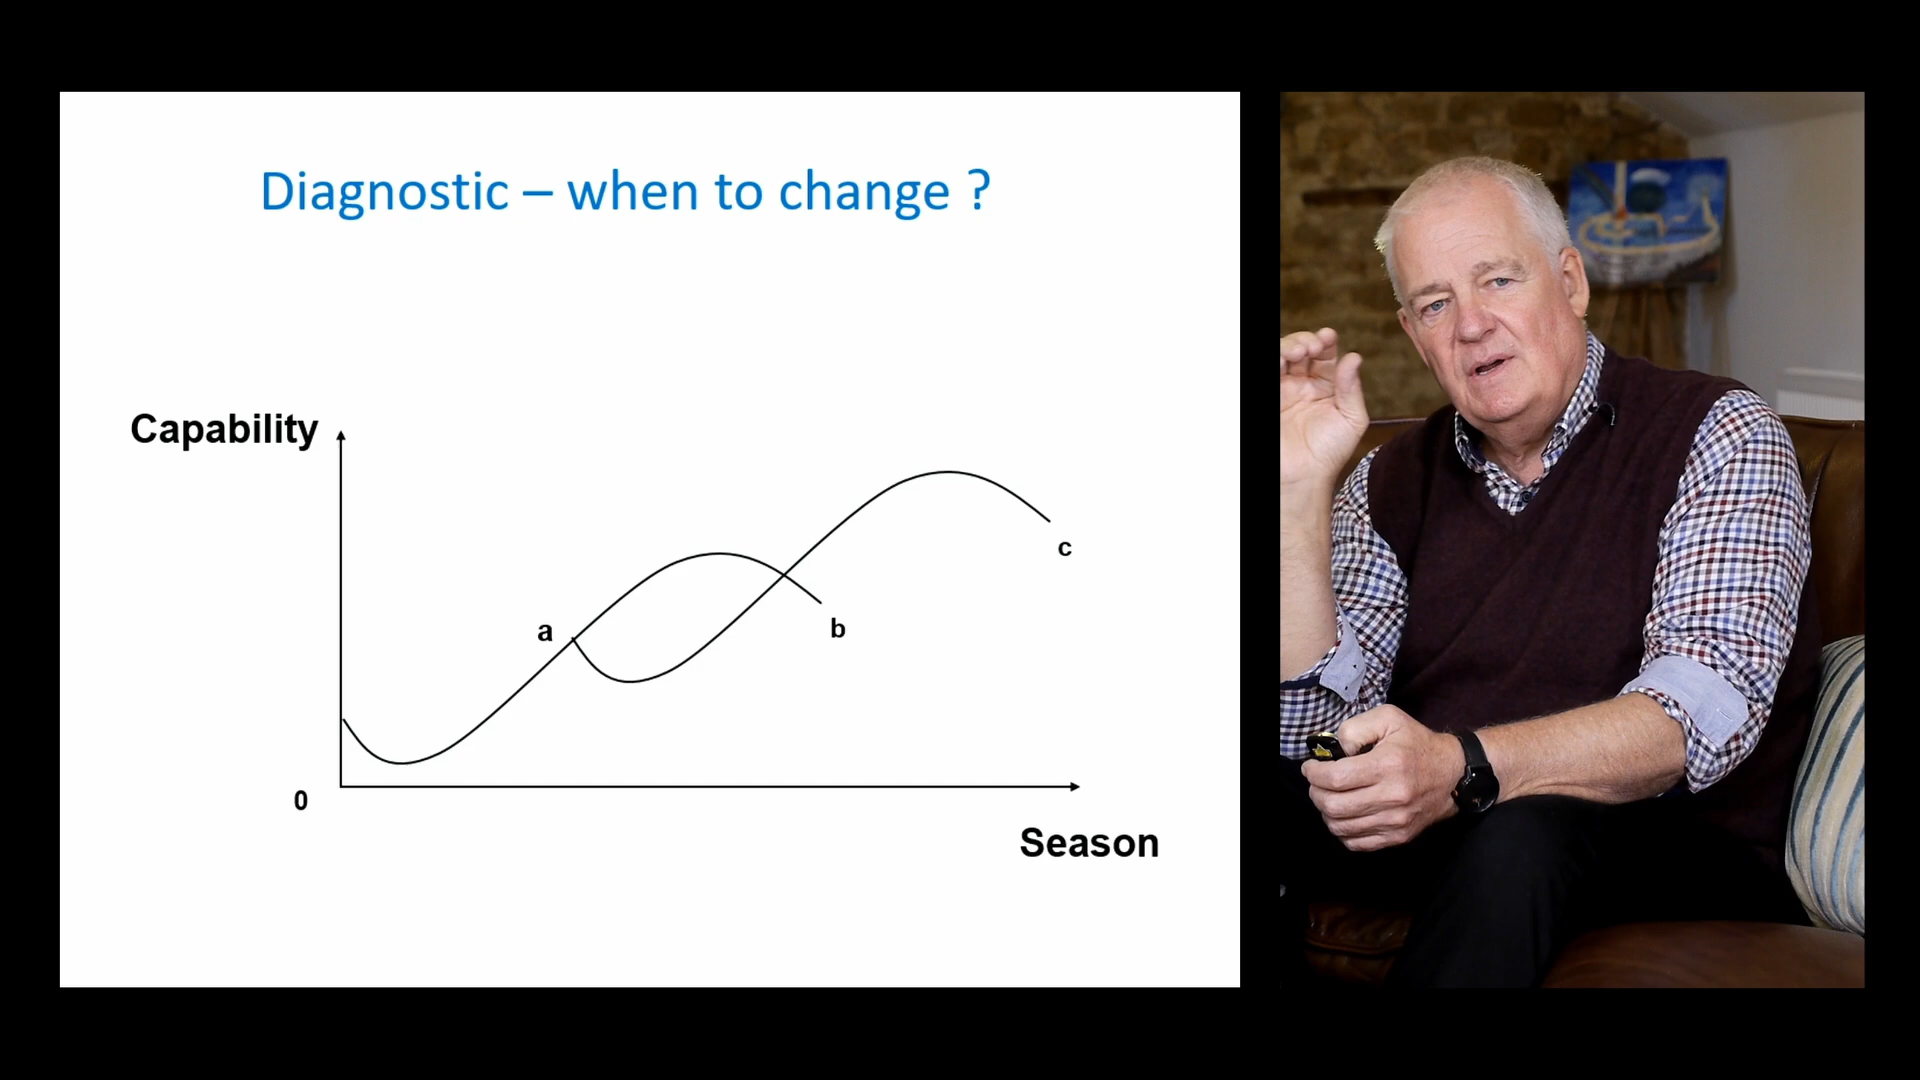 Diagnostic – when to change ?
Capability
a
b
c
0
Season